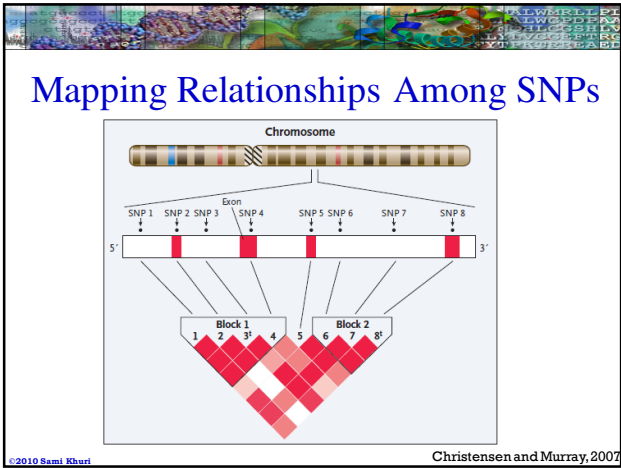 ALWMRLLPL
LWGPDPAA
Mapping Relationships Among SNPs
Chromosome
Exon
SNP 1 SNP 2 SNP 3 SNP 4 SNP 5 SNP 6 SNP 7 SNP 8
5′ 3′
Block 1 Block 2
1 2 3t 4 5 6 7 8t
©2010 Sami Khuri
Christensen and Murray, 2007